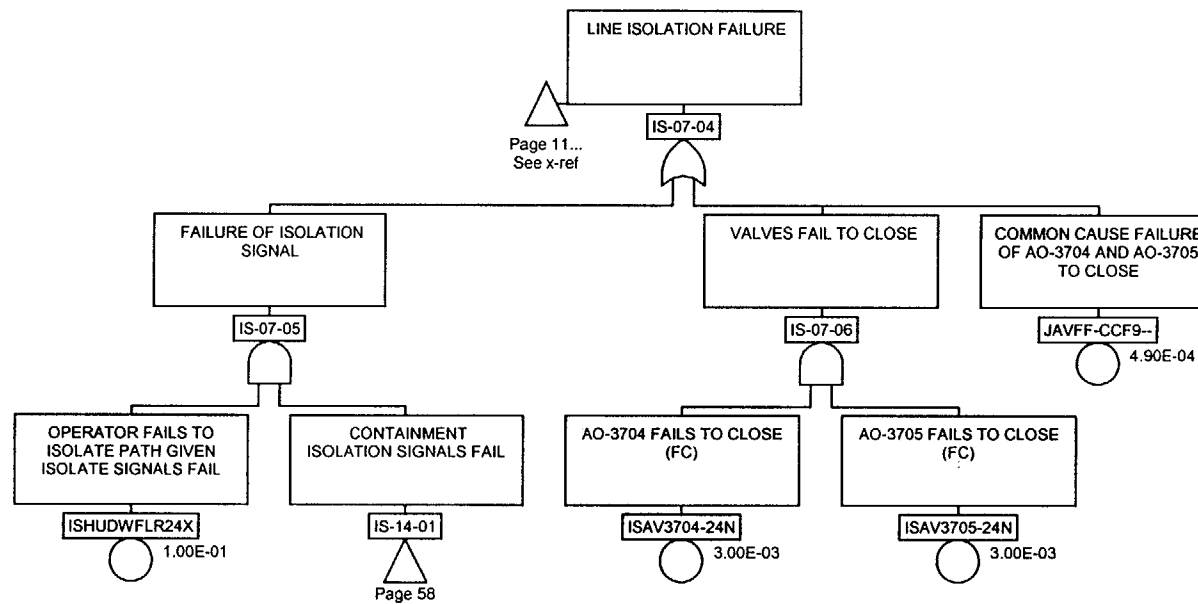 LINE ISOLATION FAILURE
Page 11...
See x-ref
IS-07-04
FAILURE OF ISOLATION
SIGNAL
VALVES FAIL TO CLOSE
COMMON CAUSE FAILURE
OF AO-3704 AND AO-3705
TO CLOSE
IS-07-05
IS-07-06
JAVFF-CCF9--
4.90E-04
OPERATOR FAILS TO
ISOLATE PATH GIVEN
ISOLATE SIGNALS FAIL
CONTAINMENT
ISOLATION SIGNALS FAIL
AO-3704 FAILS TO CLOSE
(FC)
AO-3705 FAILS TO CLOSE
(FC)
ISHUDWFLR24X
1.00E-01
IS-14-01
Page 58
ISAV3704-24N
3.00E-03
ISAV3705-24N
3.00E-03